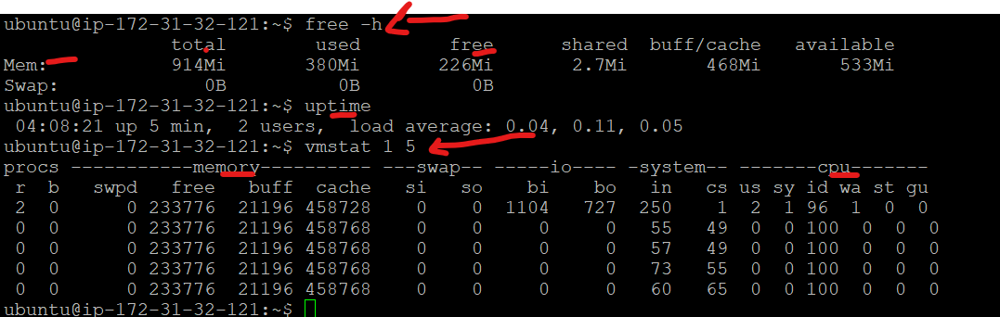 ubuntu@ip-172-31-32-121:~$ free -h
total used free shared buff/cache available
Mem: 914Mi 380Mi 226Mi 2.7Mi 468Mi 533Mi
Swap: 0B 0B 0B
ubuntu@ip-172-31-32-121:~$ uptime
04:08:21 up 5 min, 2 users, load average: 0.04, 0.11, 0.05
ubuntu@ip-172-31-32-121:~$ vmstat 1 5
procs -----------memory---------- ---swap-- -----io---- -system-- -------cpu-------
r b swpd free buff cache si so bi bo in cs us sy id wa st gu
2 0 0 233776 21196 458728 0 0 1104 727 250 1 2 1 96 1 0 0
0 0 0 233776 21196 458768 0 0 0 0 55 49 0 0 100 0 0 0
0 0 0 233776 21196 458768 0 0 0 0 57 49 0 0 100 0 0 0
0 0 0 233776 21196 458768 0 0 0 0 73 55 0 0 100 0 0 0
0 0 0 233776 21196 458768 0 0 0 0 60 65 0 0 100 0 0 0
ubuntu@ip-172-31-32-121:~$